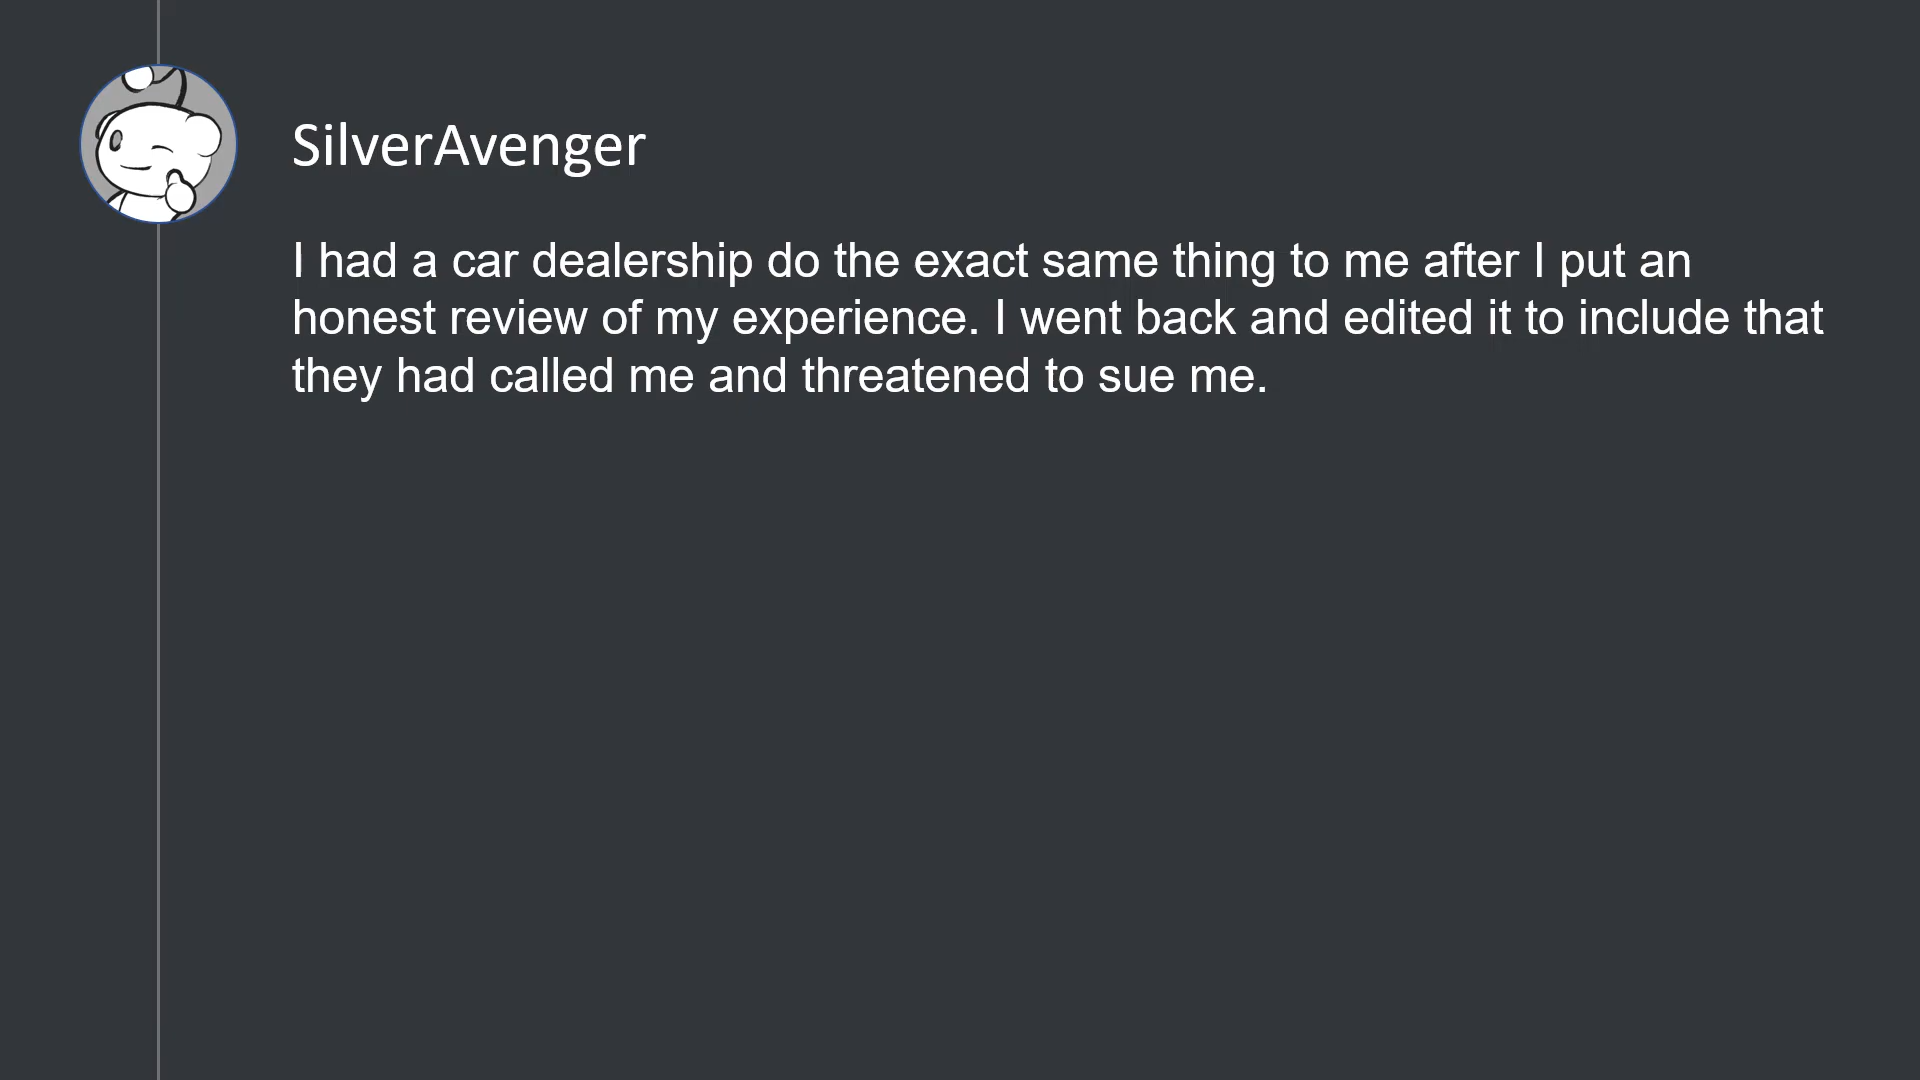 SilverAvenger
I had a car dealership do the exact same thing to me after I put an
honest review of my experience. I went back and edited it to include that
they had called me and threatened to sue me.